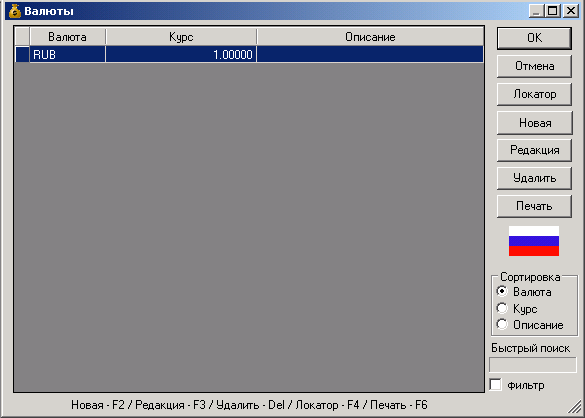 Валюты
Валюта Курс Описание
RUB 1.00000
OK
Отмена
Локатор
Новая
Редакция
Удалить
Печать
Сортировка
Валюта
Курс
Описание
Быстрый поиск
Фильтр
Новая - F2 / Редакция - F3 / Удалить - Del / Локатор - F4 / Печать - F6